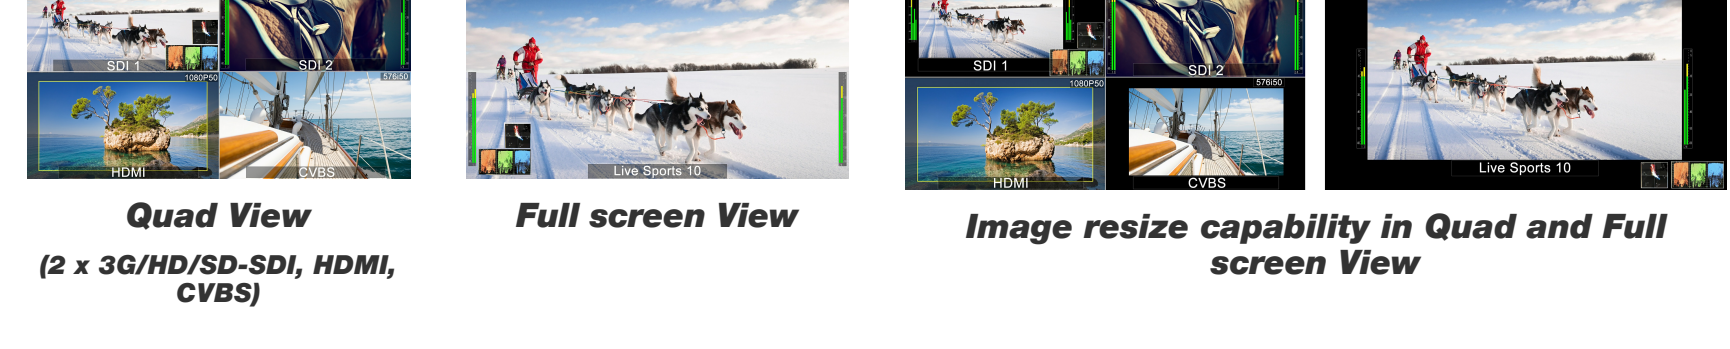 SDI 1
SDI 2
1080P50
576i50
HDMI
CVBS
Live Sports 10
SDI 1
SDI 2
1080P50
576i50
HDMI
CVBS
Live Sports 10
Quad View
(2 x 3G/HD/SD-SDI, HDMI,
CVBS)
Full screen View
Image resize capability in Quad and Full
screen View